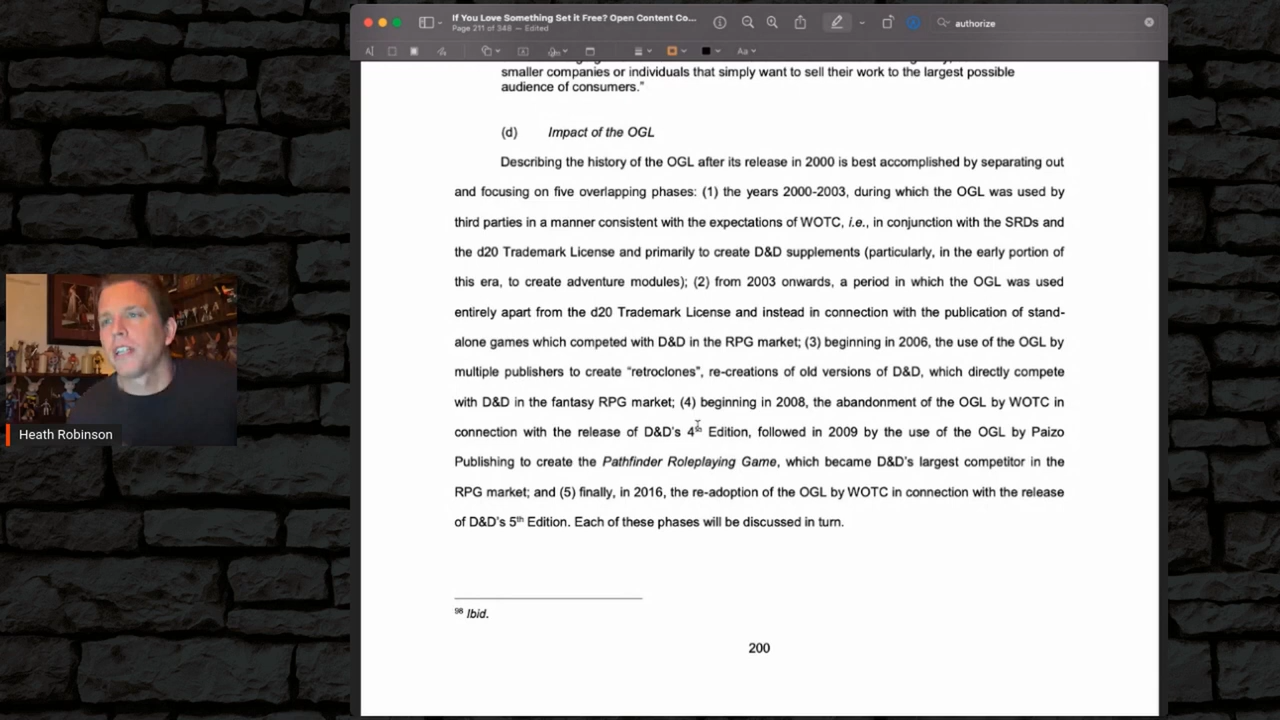 If You Love Something Set it Free? Open Content Co...
Page 211 of 348 — Edited
authorize
smaller companies or individuals that simply want to sell their work to the largest possible
audience of consumers."
(d) Impact of the OGL
Describing the history of the OGL after its release in 2000 is best accomplished by separating out
and focusing on five overlapping phases: (1) the years 2000-2003, during which the OGL was used by
third parties in a manner consistent with the expectations of WOTC, i.e., in conjunction with the SRDs and
the d20 Trademark License and primarily to create D&D supplements (particularly, in the early portion of
this era, to create adventure modules); (2) from 2003 onwards, a period in which the OGL was used
entirely apart from the d20 Trademark License and instead in connection with the publication of stand-
alone games which competed with D&D in the RPG market; (3) beginning in 2006, the use of the OGL by
multiple publishers to create "retroclones", re-creations of old versions of D&D, which directly compete
with D&D in the fantasy RPG market; (4) beginning in 2008, the abandonment of the OGL by WOTC in
connection with the release of D&D's 4th Edition, followed in 2009 by the use of the OGL by Paizo
Publishing to create the Pathfinder Roleplaying Game, which became D&D's largest competitor in the
RPG market; and (5) finally, in 2016, the re-adoption of the OGL by WOTC in connection with the release
of D&D's 5th Edition. Each of these phases will be discussed in turn.
98 Ibid.
200
Heath Robinson